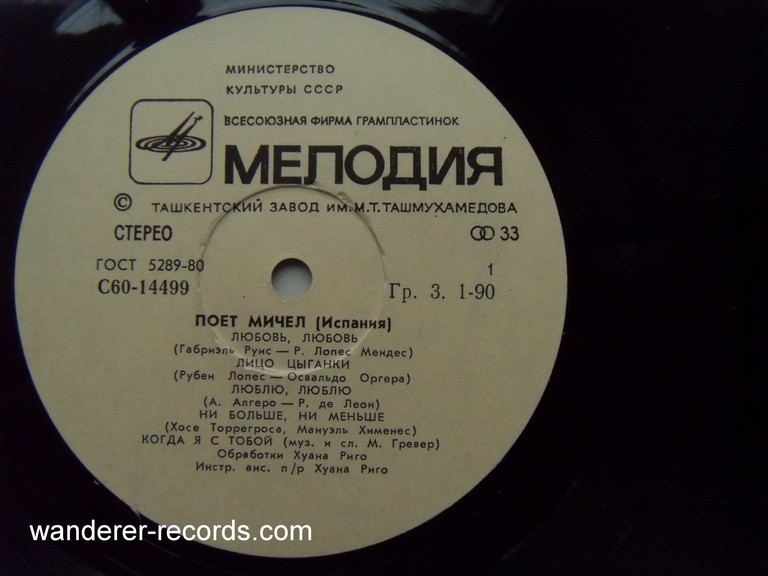 МИНИСТЕРСТВО
КУЛЬТУРЫ СССР
ВСЕСОЮЗНАЯ ФИРМА ГРАМПЛАСТИНОК
МЕЛОДИЯ
© ТАШКЕНТСКИЙ ЗАВОД ИМ. М.Т. ТАШМУХАМЕДОВА
СТЕРЕО 33
ГОСТ 5289-80 1
С60-14499 Гр. 3. 1-90
ПОЕТ МИЧЕЛ (Испания)
ЛЮБОВЬ, ЛЮБОВЬ
(Габриэль Руис — Р. Лопес Мендес)
ЛИЦО ЦЫГАНКИ
(Рубен Лопес — Освальдо Оргера)
ЛЮБЛЮ, ЛЮБЛЮ
(А. Алгеро — Р. де Леон)
НИ БОЛЬШЕ, НИ МЕНЬШЕ
(Хосе Торрегроса, Мануэль Хименес)
КОГДА Я С ТОБОЙ (муз. и сл. М. Гревер)
Обработки Хуана Риго
Инстр. анс. п/р Хуана Риго
wanderer-records.com